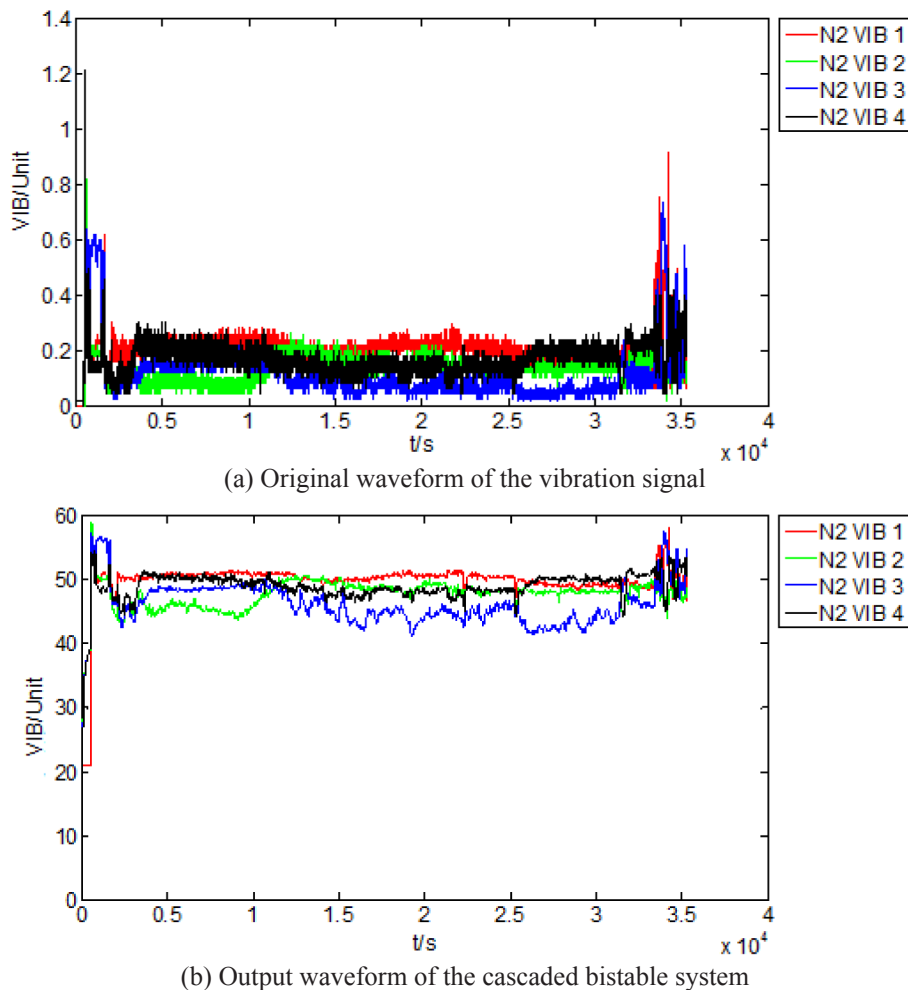 1.4
1.2
1
0.8
0.6
0.4
0.2
0
VIB/Unit
0 0.5 1 1.5 2 2.5 3 3.5 4
t/s
x 10⁴
N2 VIB 1
N2 VIB 2
N2 VIB 3
N2 VIB 4
(a) Original waveform of the vibration signal
60
50
40
30
20
10
0
VIB/Unit
0 0.5 1 1.5 2 2.5 3 3.5 4
t/s
x 10⁴
N2 VIB 1
N2 VIB 2
N2 VIB 3
N2 VIB 4
(b) Output waveform of the cascaded bistable system